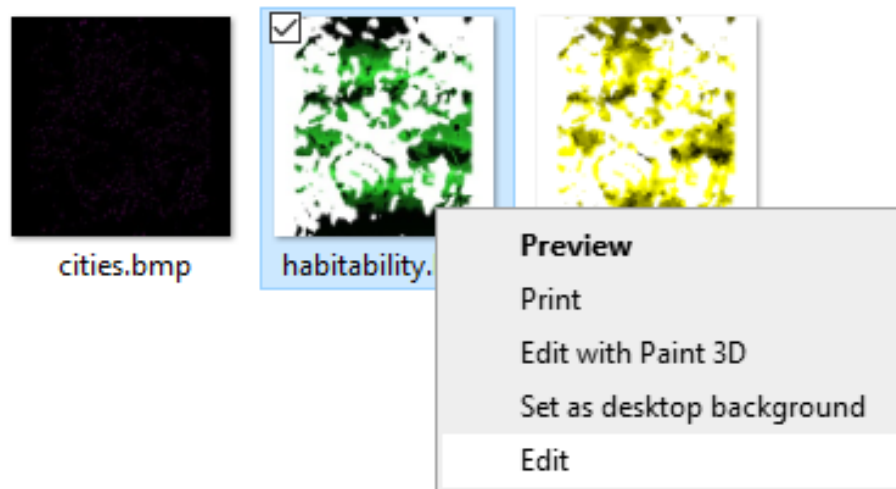 cities.bmp
habitability.
Preview
Print
Edit with Paint 3D
Set as desktop background
Edit